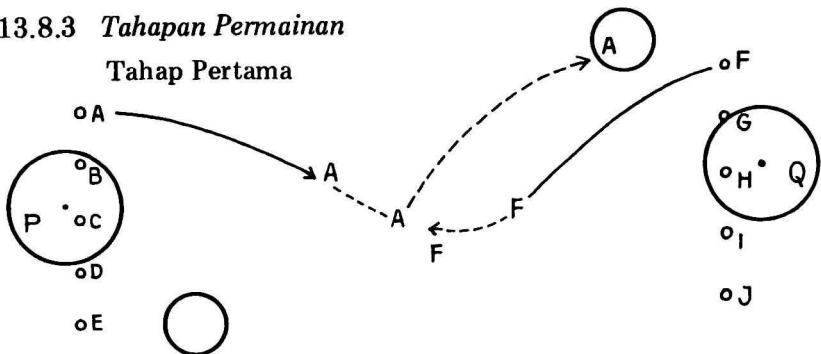 13.8.3 Tahapan Permainan
Tahap Pertama
A
F
A
G
B
A
H
Q
P
C
A
F
F
I
D
J
E